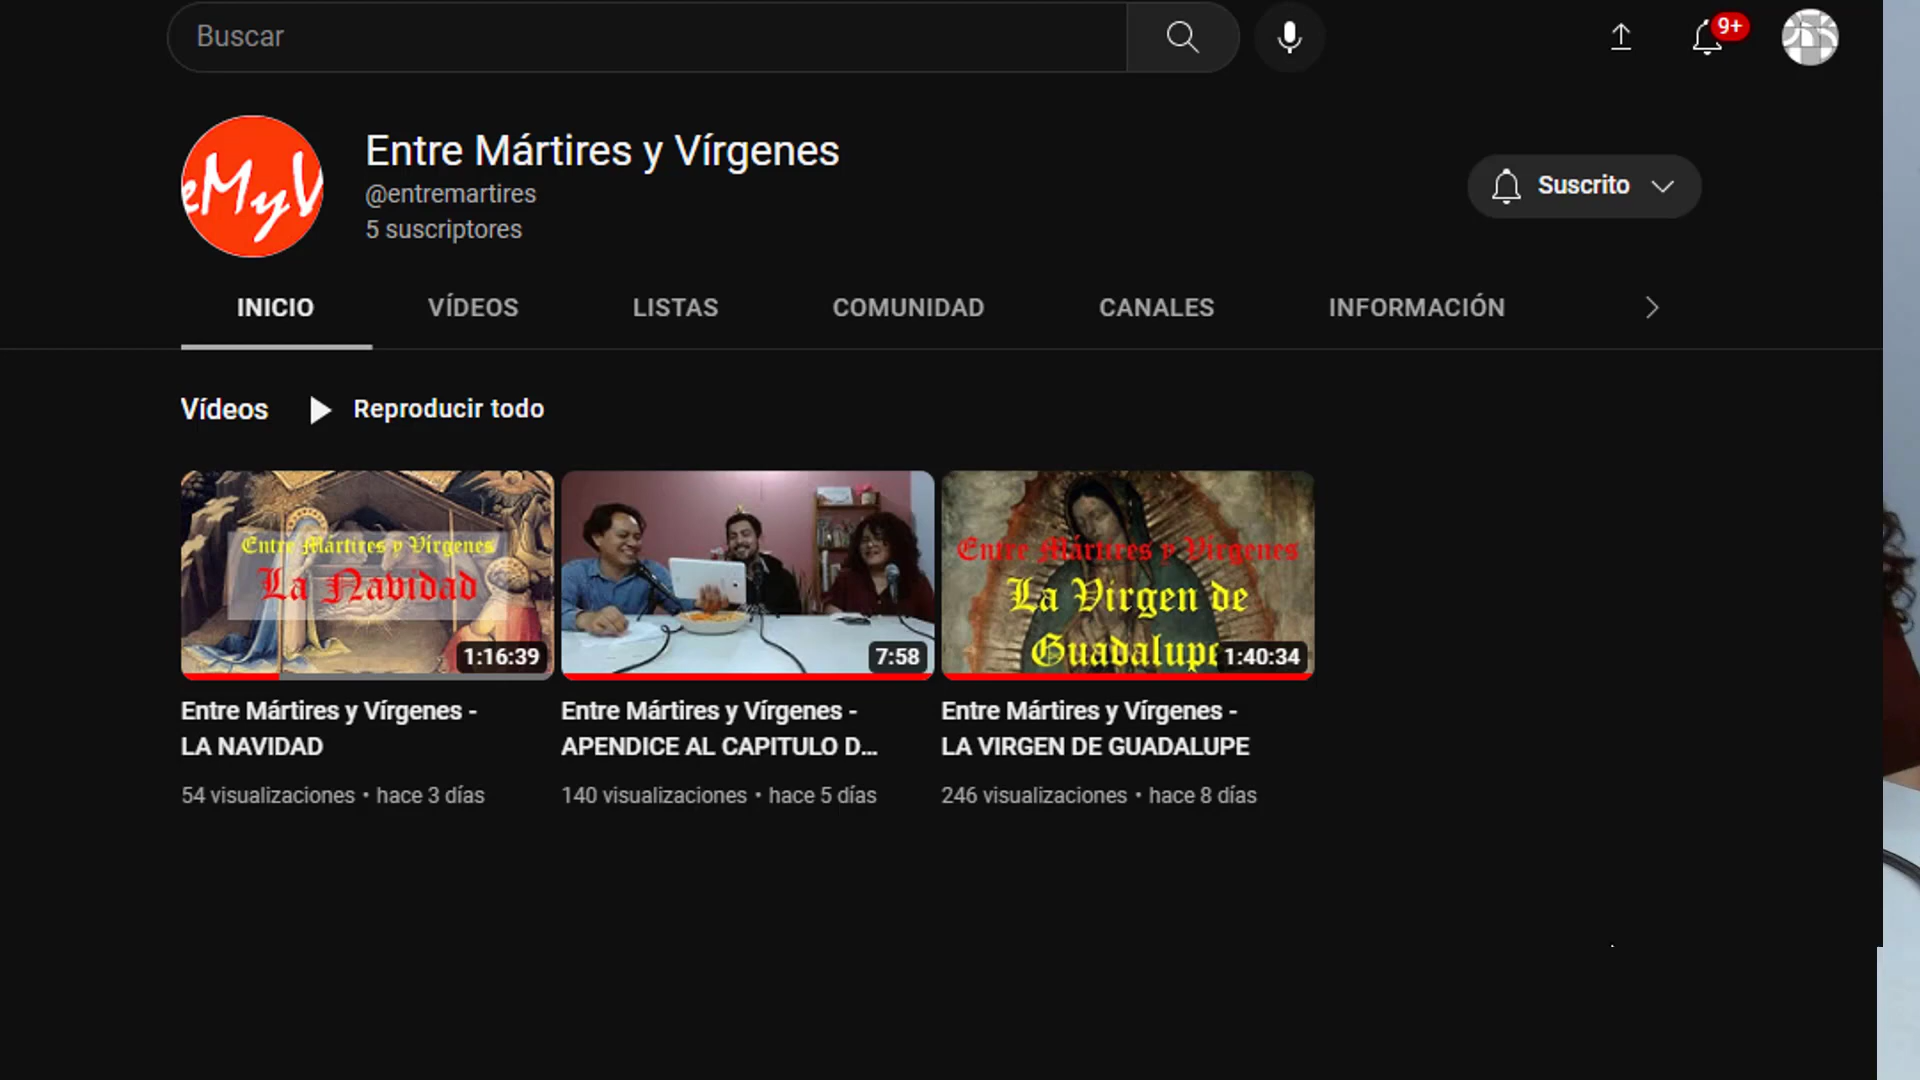 Buscar
9+
eMyV
Entre Mártires y Vírgenes
@entremartires
5 suscriptores
Suscrito
INICIO
VÍDEOS
LISTAS
COMUNIDAD
CANALES
INFORMACIÓN
Vídeos
Reproducir todo
Entre Mártires y Vírgenes
La Navidad
1:16:39
Entre Mártires y Vírgenes -
LA NAVIDAD
54 visualizaciones • hace 3 días
7:58
Entre Mártires y Vírgenes -
APENDICE AL CAPITULO D...
140 visualizaciones • hace 5 días
Entre Mártires y Vírgenes
La Virgen de
Guadalupe
1:40:34
Entre Mártires y Vírgenes -
LA VIRGEN DE GUADALUPE
246 visualizaciones • hace 8 días